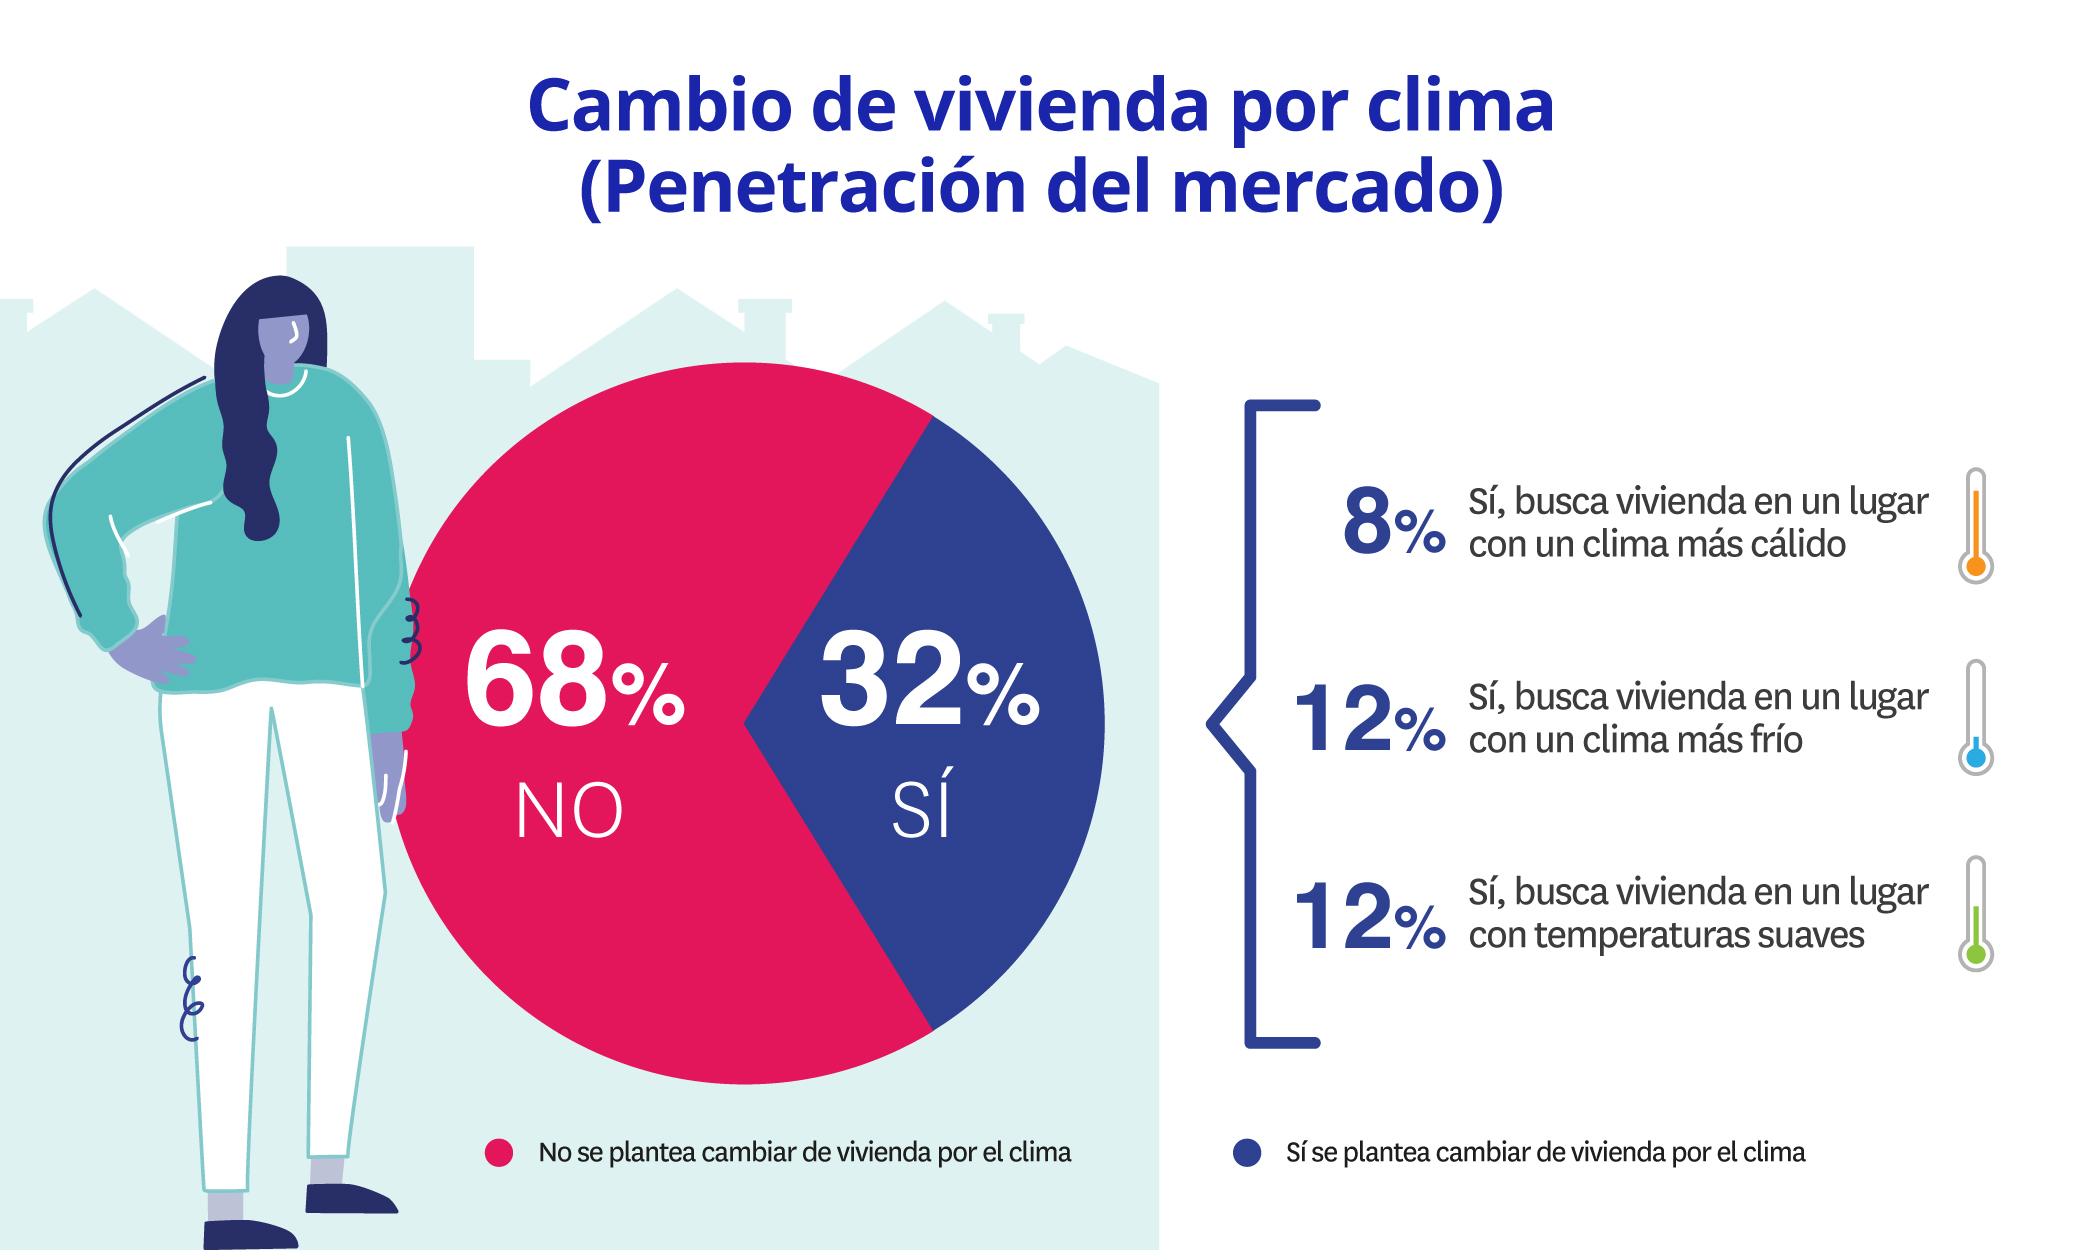 Cambio de vivienda por clima
(Penetración del mercado)
68%
NO
32%
SÍ
8%
Sí, busca vivienda en un lugar
con un clima más cálido
12%
Sí, busca vivienda en un lugar
con un clima más frío
12%
Sí, busca vivienda en un lugar
con temperaturas suaves
No se plantea cambiar de vivienda por el clima
Sí se plantea cambiar de vivienda por el clima